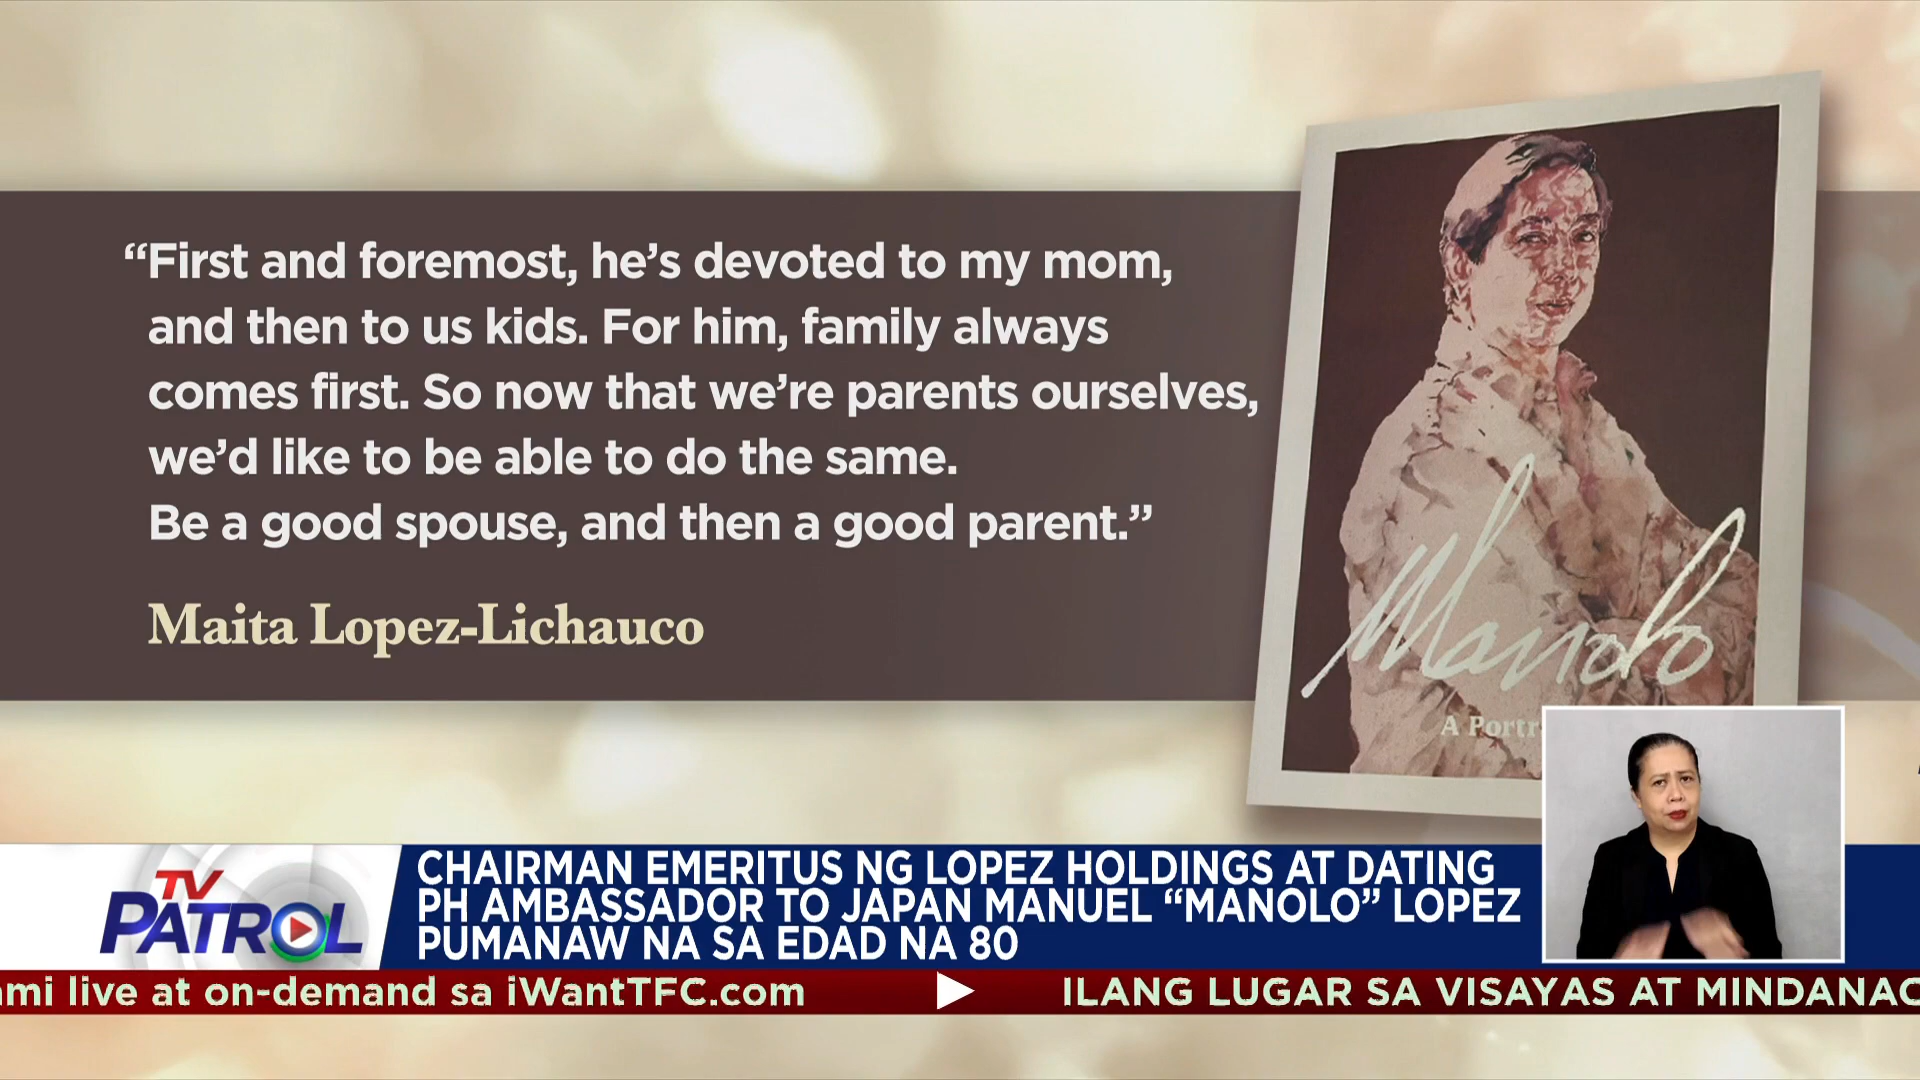 “First and foremost, he’s devoted to my mom,
and then to us kids. For him, family always
comes first. So now that we’re parents ourselves,
we’d like to be able to do the same.
Be a good spouse, and then a good parent.”
Maita Lopez-Lichauco
Manolo
A
TV
PATROL
CHAIRMAN EMERITUS NG LOPEZ HOLDINGS AT DATING
PH AMBASSADOR TO JAPAN MANUEL “MANOLO” LOPEZ
PUMANAW NA SA EDAD NA 80
live at on-demand sa iWantTFC.com ILANG LUGAR SA VISAYAS AT